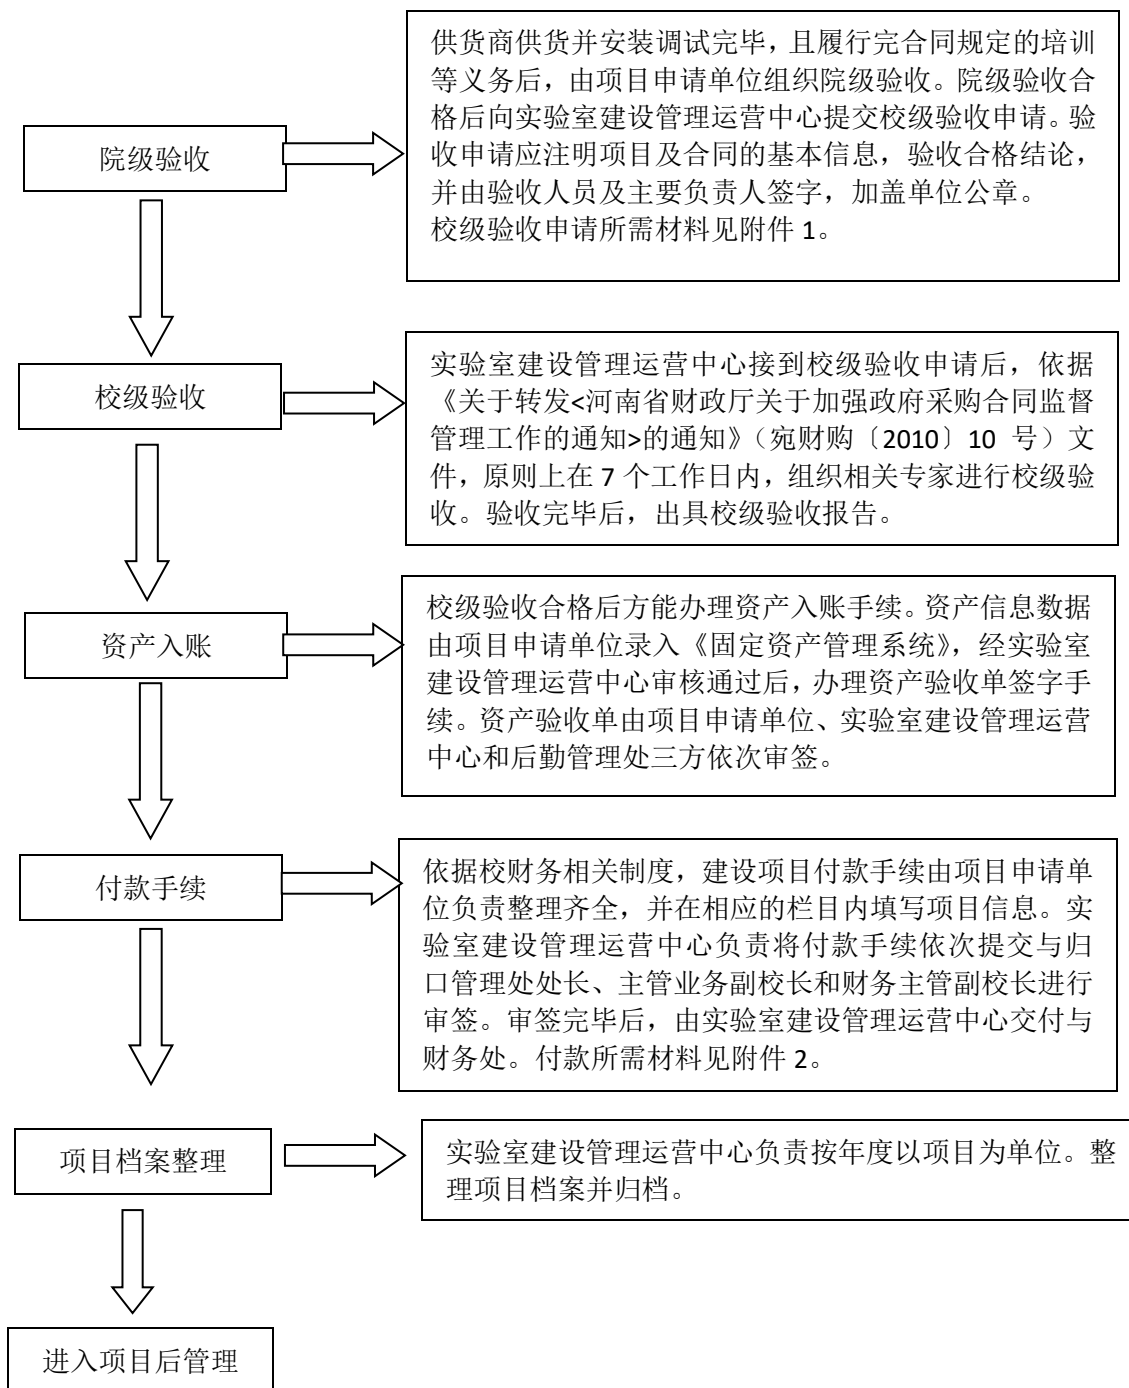 院级验收
供货商供货并安装调试完毕，且履行完合同规定的培训
等义务后，由项目申请单位组织院级验收。院级验收合
格后向实验室建设管理运营中心提交校级验收申请。验
收申请应注明项目及合同的基本信息，验收合格结论，
并由验收人员及主要负责人签字，加盖单位公章。
校级验收申请所需材料见附件 1。
校级验收
实验室建设管理运营中心接到校级验收申请后，依据
《关于转发<河南省财政厅关于加强政府采购合同监督
管理工作的通知>的通知》（宛财购〔2010〕10 号）文
件，原则上在 7 个工作日内，组织相关专家进行校级验
收。验收完毕后，出具校级验收报告。
资产入账
校级验收合格后方能办理资产入账手续。资产信息数据
由项目申请单位录入《固定资产管理系统》，经实验室
建设管理运营中心审核通过后，办理资产验收单签字手
续。资产验收单由项目申请单位、实验室建设管理运营
中心和后勤管理处三方依次审签。
付款手续
依据校财务相关制度，建设项目付款手续由项目申请单
位负责整理齐全，并在相应的栏目内填写项目信息。实
验室建设管理运营中心负责将付款手续依次提交与归
口管理处处长、主管业务副校长和财务主管副校长进行
审签。审签完毕后，由实验室建设管理运营中心交付与
财务处。付款所需材料见附件 2。
项目档案整理
实验室建设管理运营中心负责按年度以项目为单位。整
理项目档案并归档。
进入项目后管理